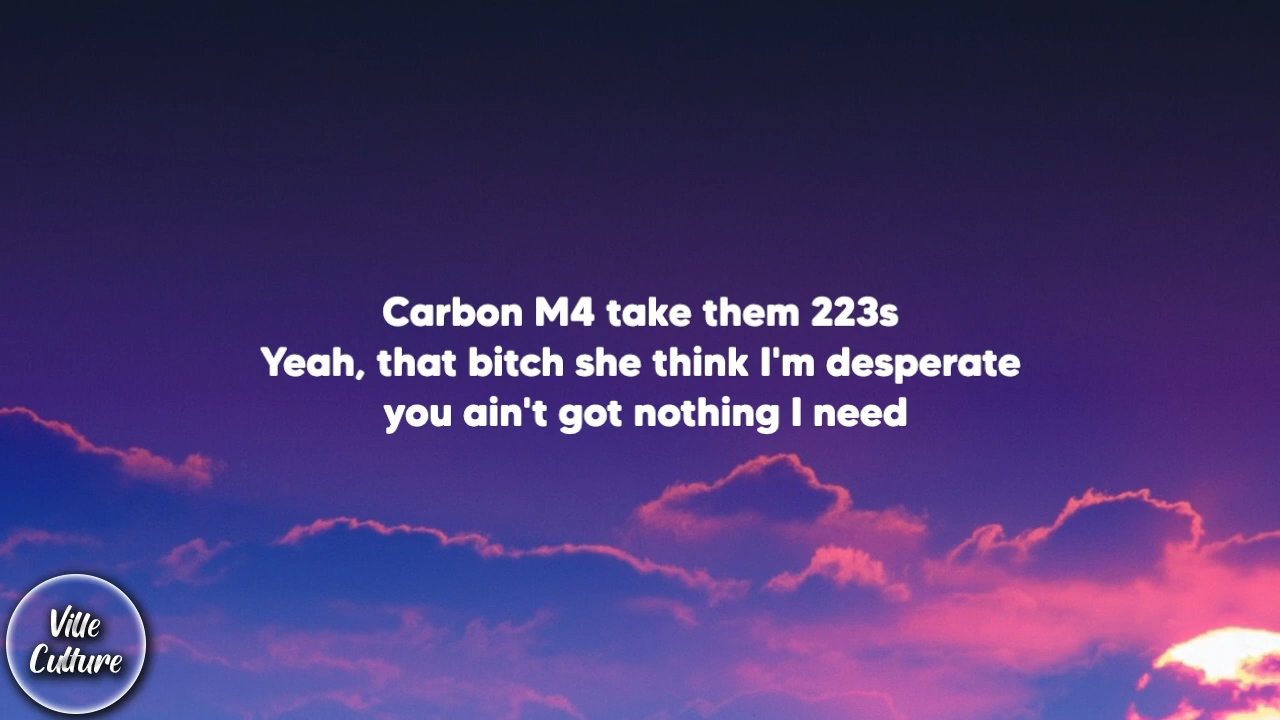 Carbon M4 take them 223s
Yeah, that bitch she think I'm desperate
you ain't got nothing I need
Ville
Culture